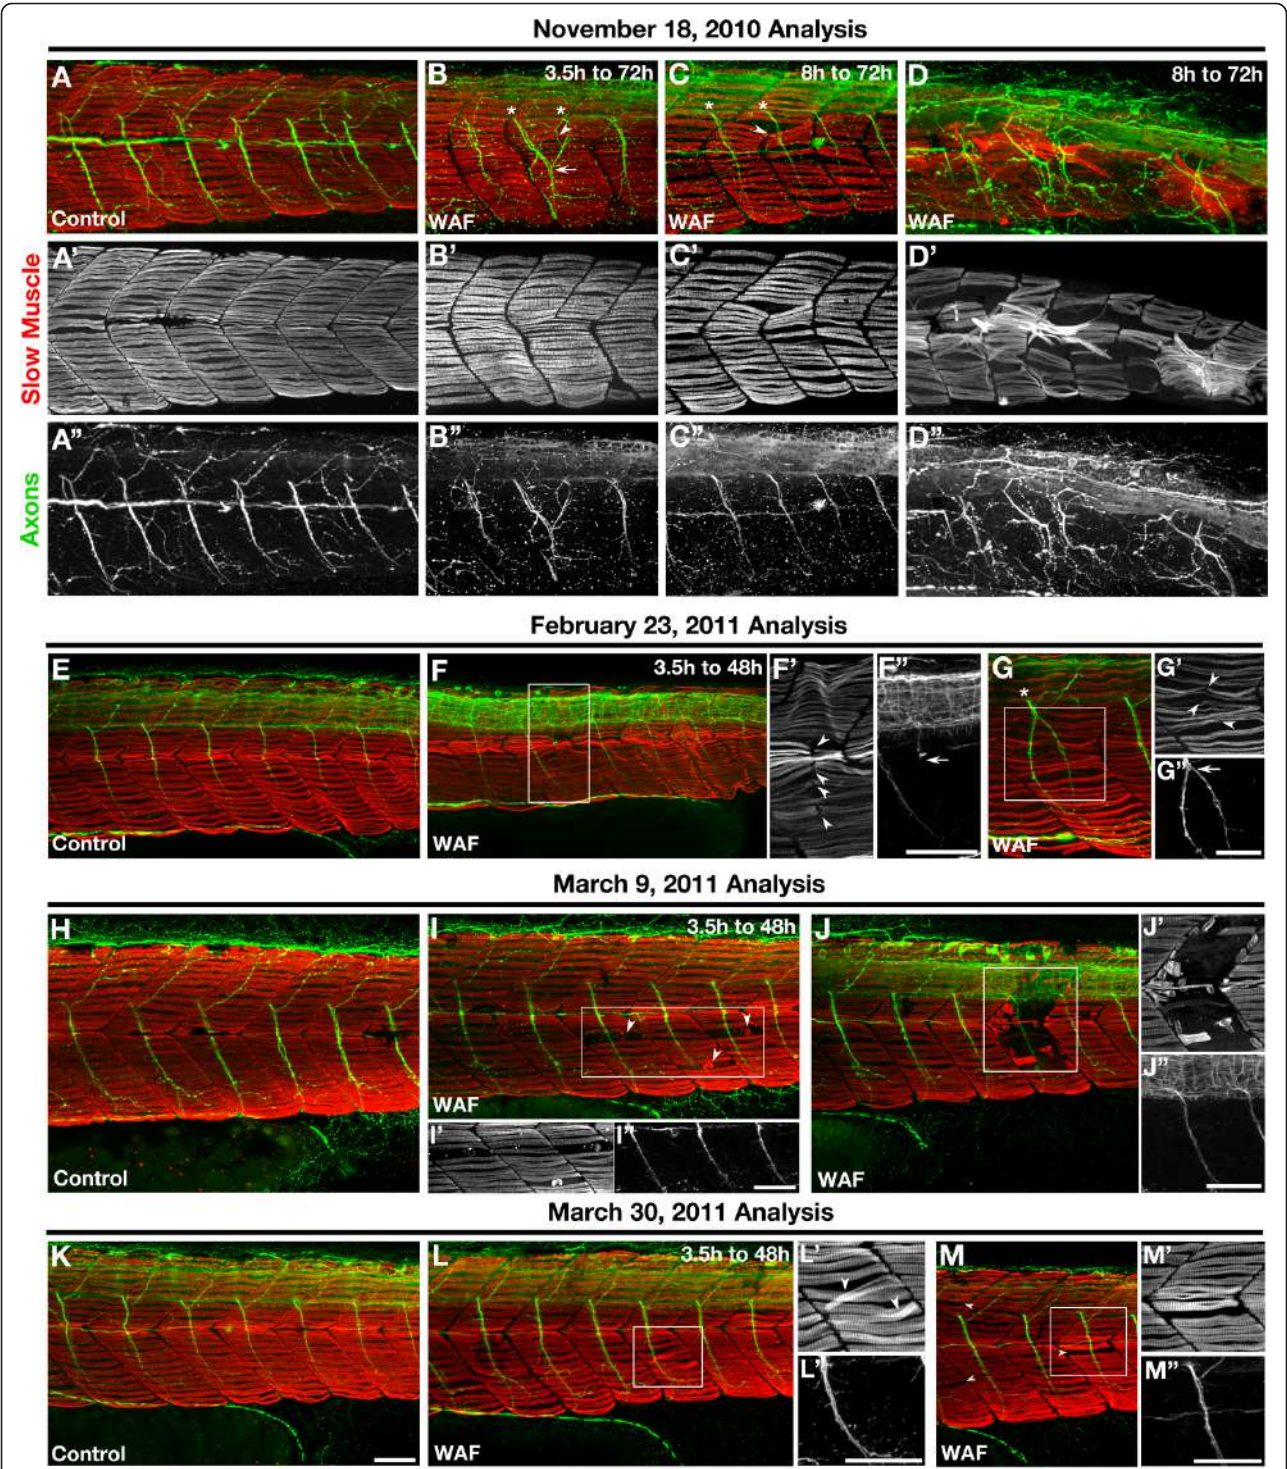 November 18, 2010 Analysis
A
Control
B
3.5h to 72h
*
*
WAF
C
8h to 72h
*
*
WAF
D
8h to 72h
WAF
Slow Muscle
A'
B'
C'
D'
Axons
A"
B"
C"
D"
February 23, 2011 Analysis
E
Control
F
3.5h to 48h
WAF
F'
F"
G
*
WAF
G'
G"
March 9, 2011 Analysis
H
Control
I
3.5h to 48h
WAF
I'
I"
J
WAF
J'
J"
March 30, 2011 Analysis
K
Control
L
3.5h to 48h
WAF
L'
L'
M
WAF
M'
M"